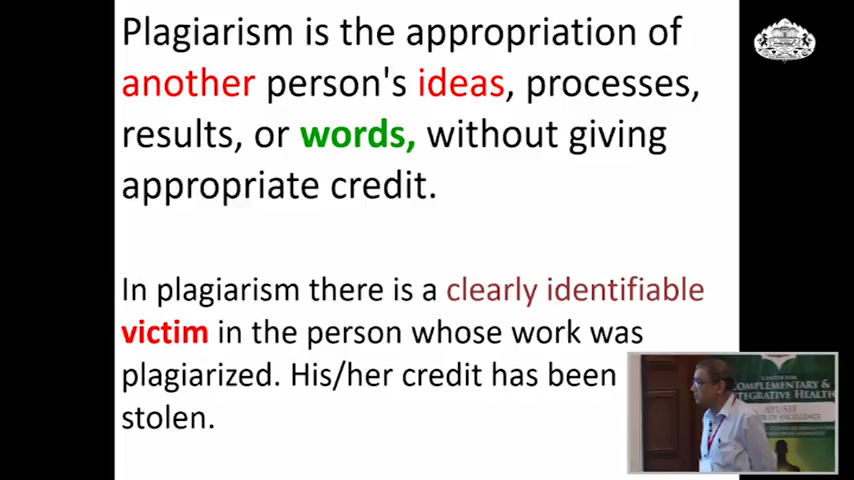 Plagiarism is the appropriation of
another person's ideas, processes,
results, or words, without giving
appropriate credit.
In plagiarism there is a clearly identifiable
victim in the person whose work was
plagiarized. His/her credit has been
stolen.
COMPLEMENTARY &
INTEGRATIVE HEALTH
AYUSH